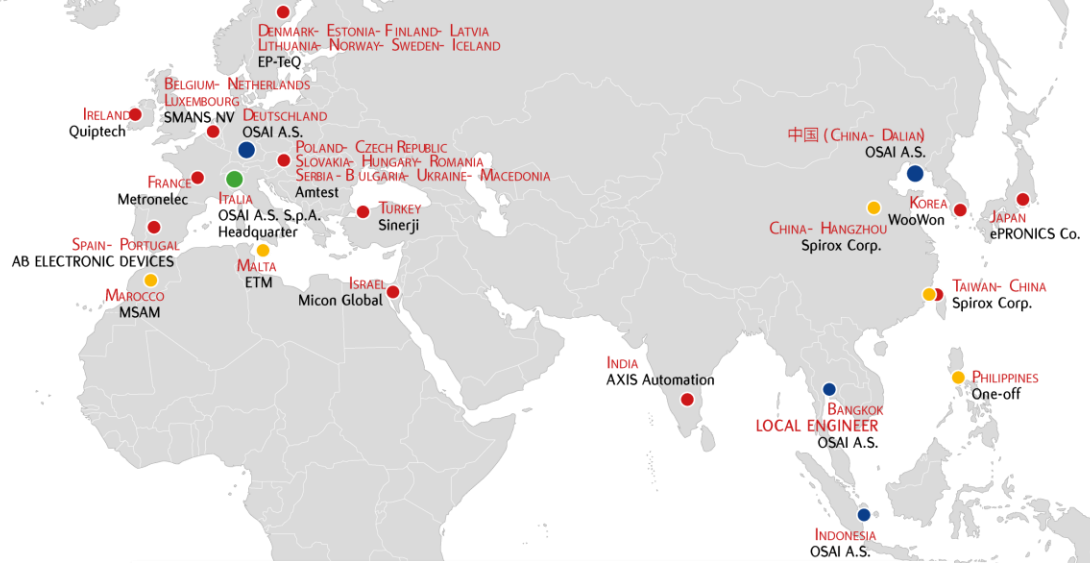 DENMARK- ESTONIA- FINLAND- LATVIA
LITHUANIA- NORWAY- SWEDEN- ICELAND
EP-TeQ
BELGIUM- NETHERLANDS
LUXEMBOURG
SMANS NV
IRELAND
Quiptech
DEUTSCHLAND
OSAI A.S.
POLAND- CZECH REPUBLIC
SLOVAKIA- HUNGARY- ROMANIA
SERBIA- BULGARIA- UKRAINE- MACEDONIA
Amtest
FRANCE
Metronelec
ITALIA
OSAI A.S. S.p.A.
Headquarter
TURKEY
Sinerji
SPAIN- PORTUGAL
AB ELECTRONIC DEVICES
MALTA
ETM
MAROCCO
MSAM
ISRAEL
Micon Global
中国 (CHINA- DALIAN)
OSAI A.S.
KOREA
WooWon
JAPAN
ePRONICS Co.
CHINA- HANGZHOU
Spirox Corp.
TAIWAN- CHINA
Spirox Corp.
INDIA
AXIS Automation
PHILIPPINES
One-off
BANGKOK
LOCAL ENGINEER
OSAI A.S.
INDONESIA
OSAI A.S.